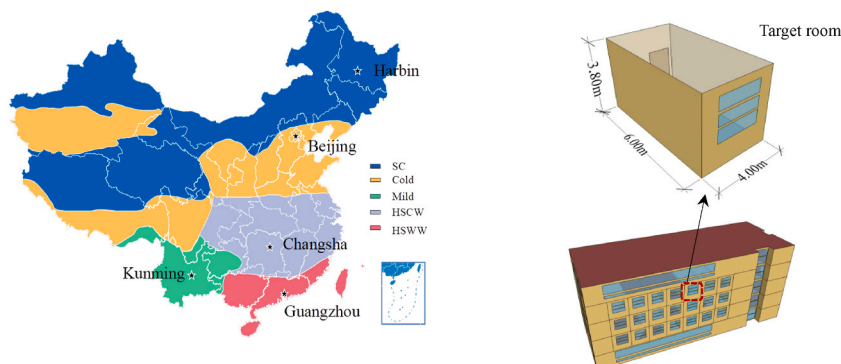 Harbin
Beijing
SC
Cold
Mild
HSCW
HSWW
Changsha
Kunming
Guangzhou
Target room
3.80m
6.00m
4.00m